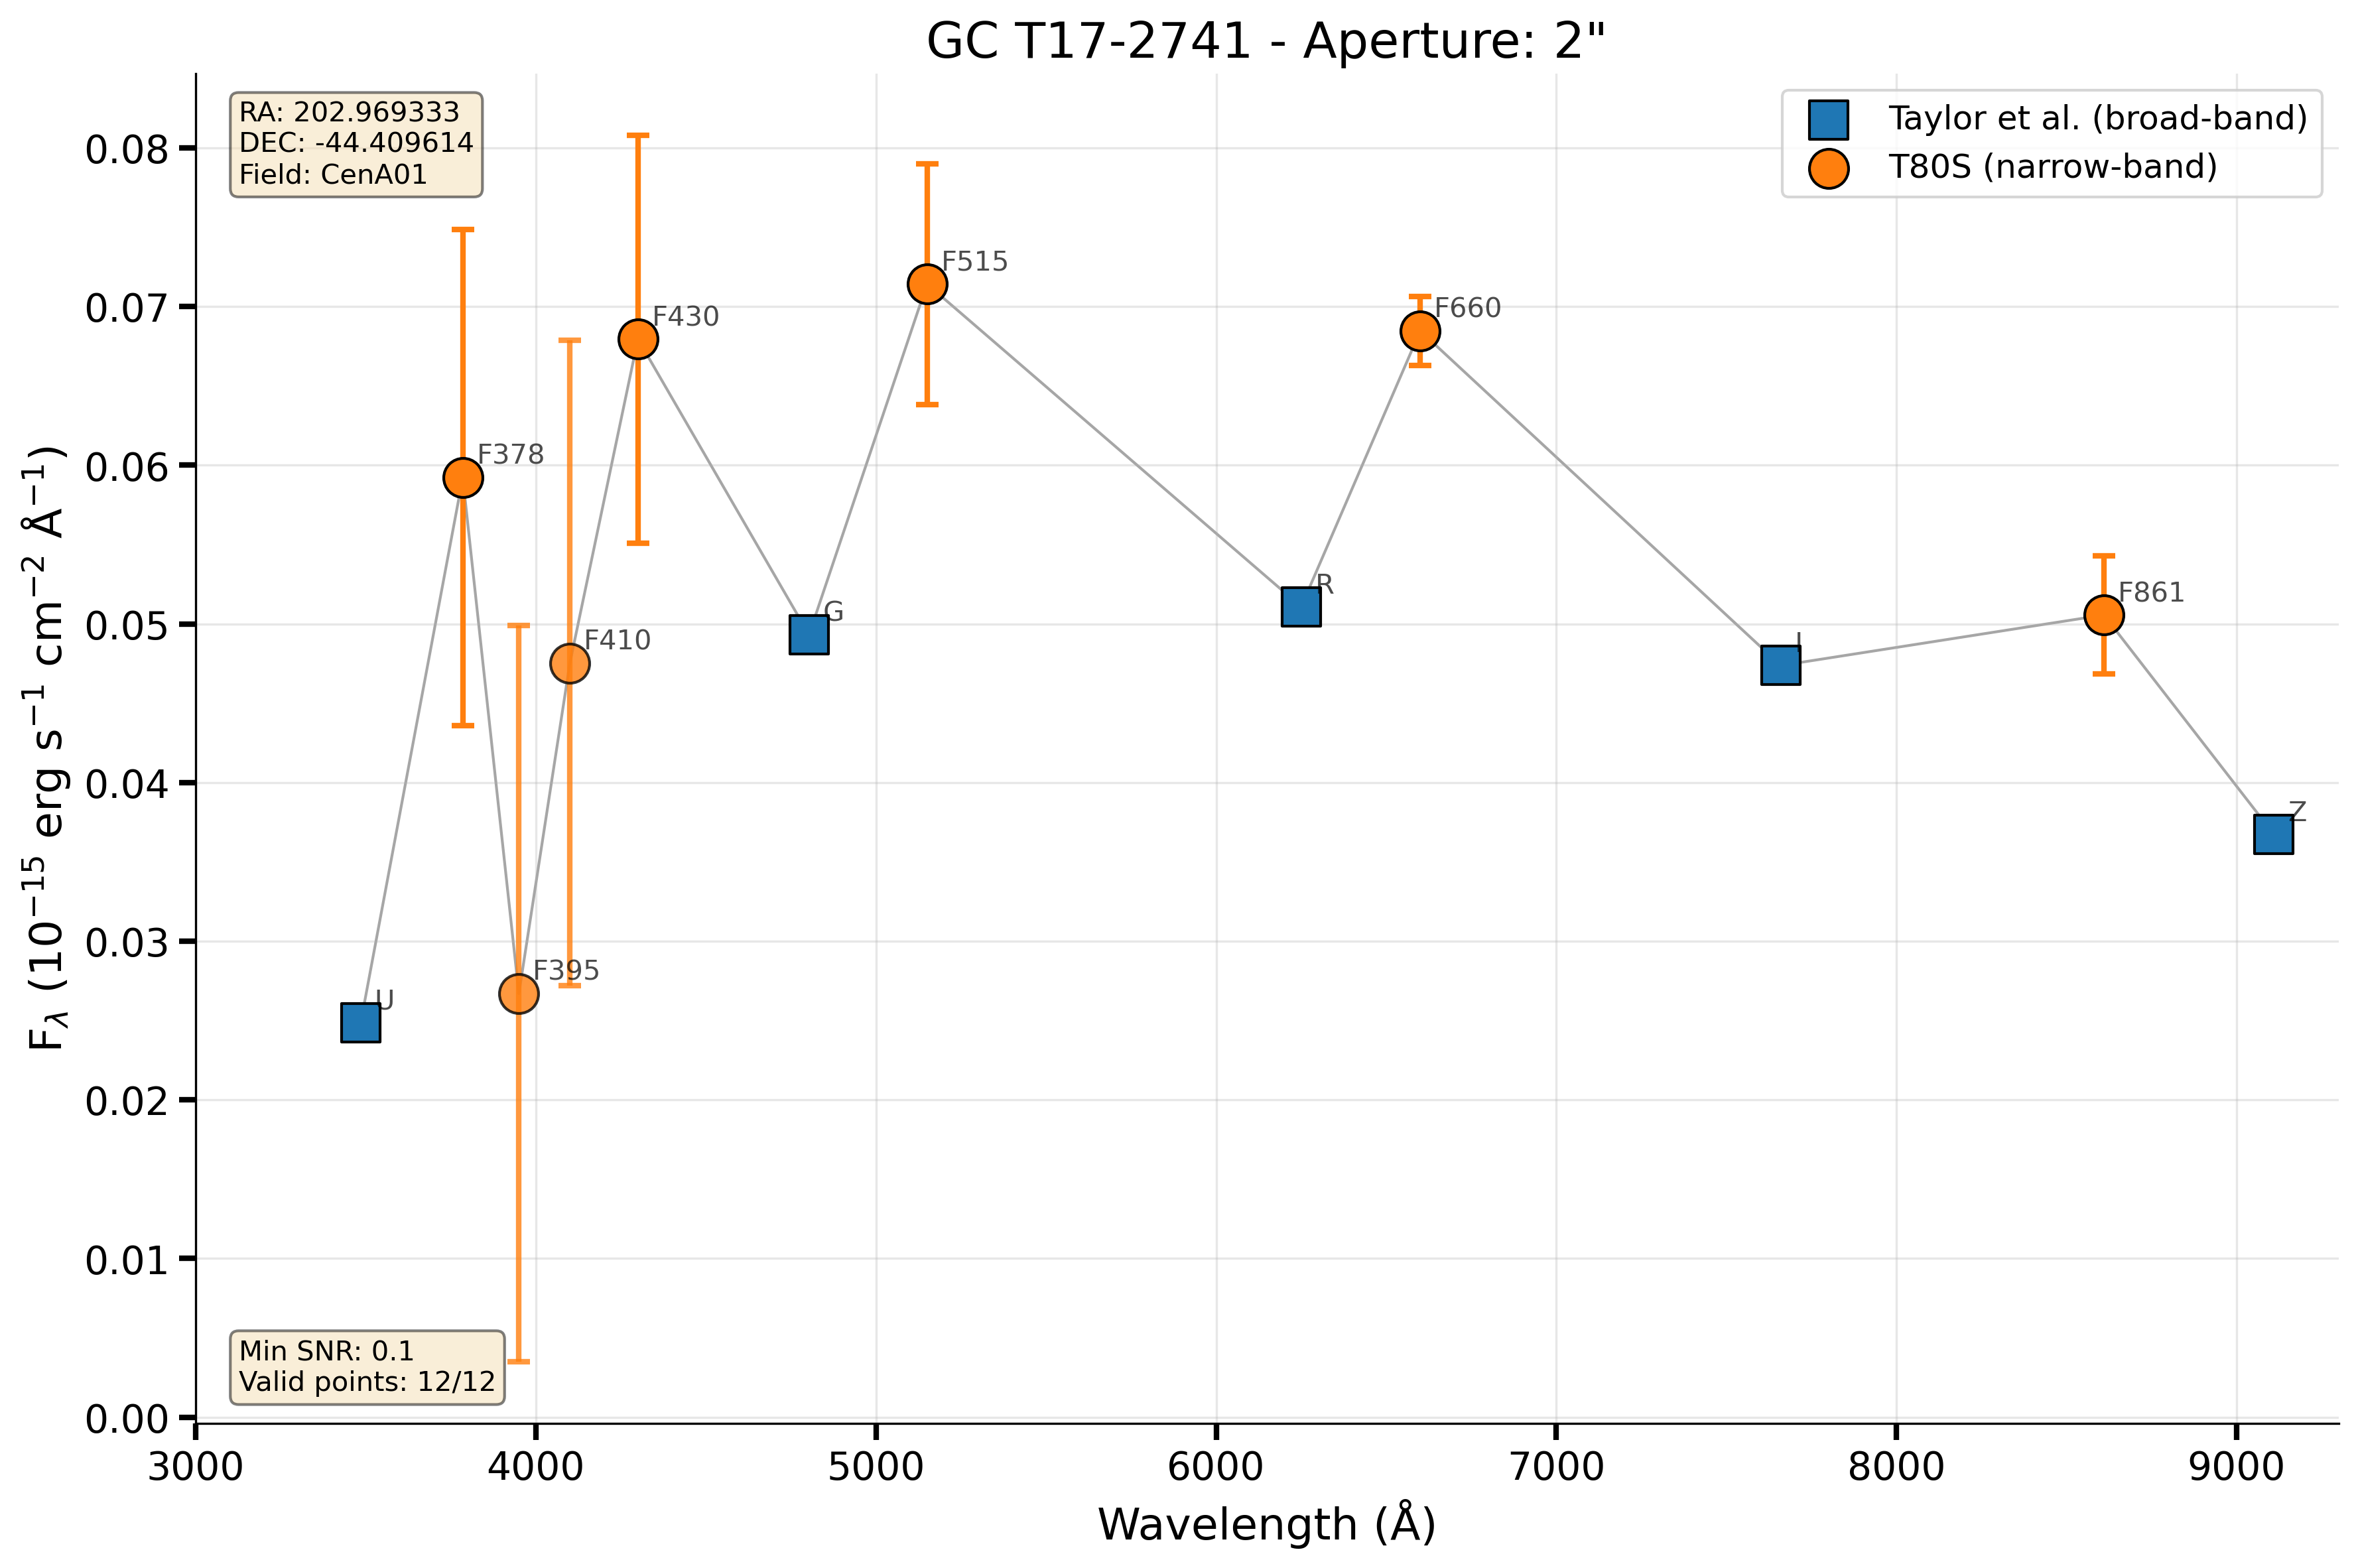 GC T17-2741 - Aperture: 2"
RA: 202.969333
DEC: -44.409614
Field: CenA01
Taylor et al. (broad-band)
T80S (narrow-band)
F378
F395
F410
F430
F515
F660
F861
U
G
R
I
Z
Min SNR: 0.1
Valid points: 12/12
0.08
0.07
0.06
0.05
0.04
0.03
0.02
0.01
0.00
3000 4000 5000 6000 7000 8000 9000
Wavelength (Å)
Fλ (10⁻¹⁵ erg s⁻¹ cm⁻² Å⁻¹)